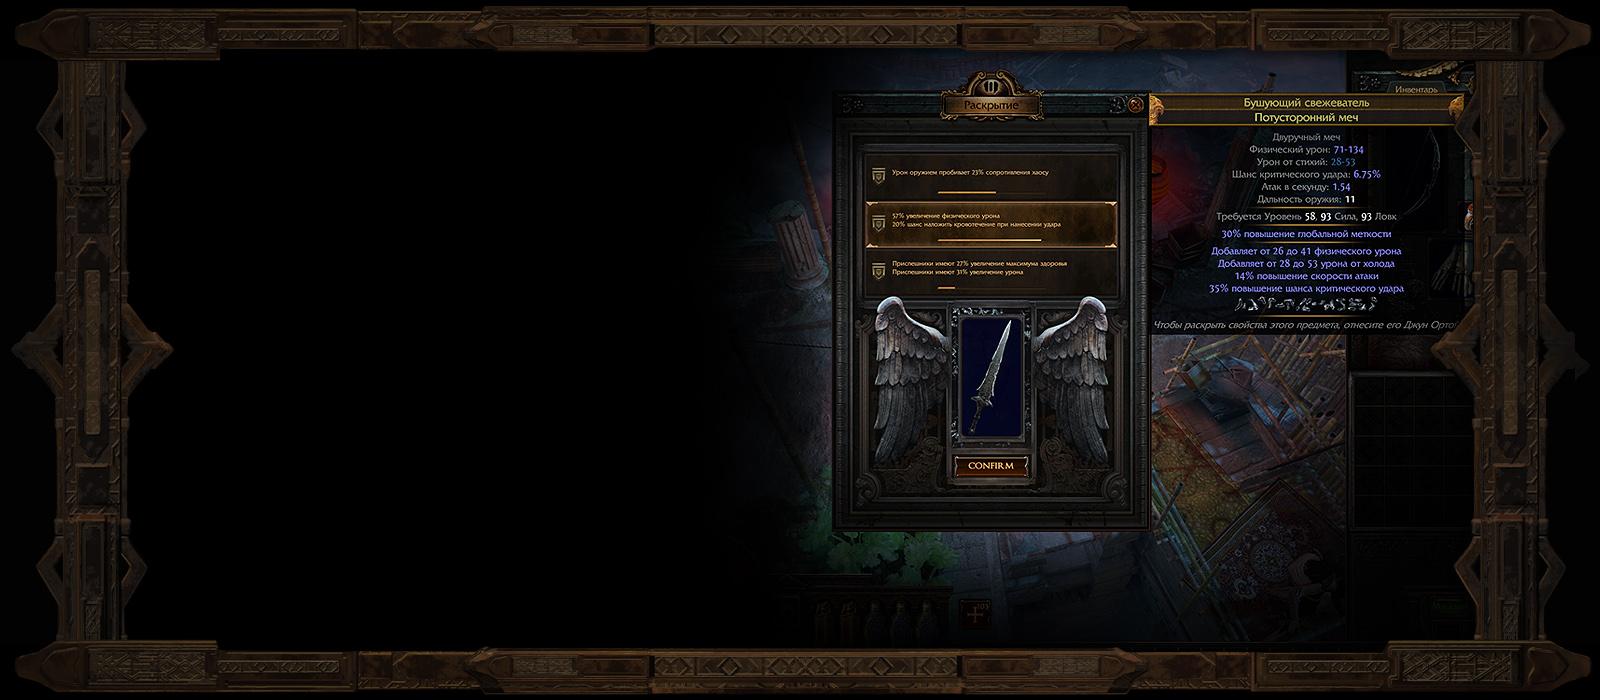 Раскрытие
Урон оружием пробивает 23% сопротивления хаосу
57% увеличение физического урона
20% шанс наложить кровотечение при нанесении удара
Приспешники имеют 27% увеличение максимума здоровья
Приспешники имеют 31% увеличение урона
CONFIRM
Инвентарь
Бушующий свежеватель
Потусторонний меч
Двуручный меч
Физический урон: 71-134
Урон от стихий: 28-53
Шанс критического удара: 6.75%
Атак в секунду: 1.54
Дальность оружия: 11
Требуется Уровень 58, 93 Сила, 93 Ловк
30% повышение глобальной меткости
Добавляет от 26 до 41 физического урона
Добавляет от 28 до 53 урона от холода
14% повышение скорости атаки
35% повышение шанса критического удара
Чтобы раскрыть свойства этого предмета, отнесите его Джун Орто